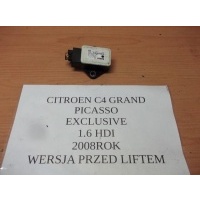 CITROEN C4 GRAND
PICASSO
EXCLUSIVE
1.6 HDI
2008ROK
WERSJA PRZED LIFTEM